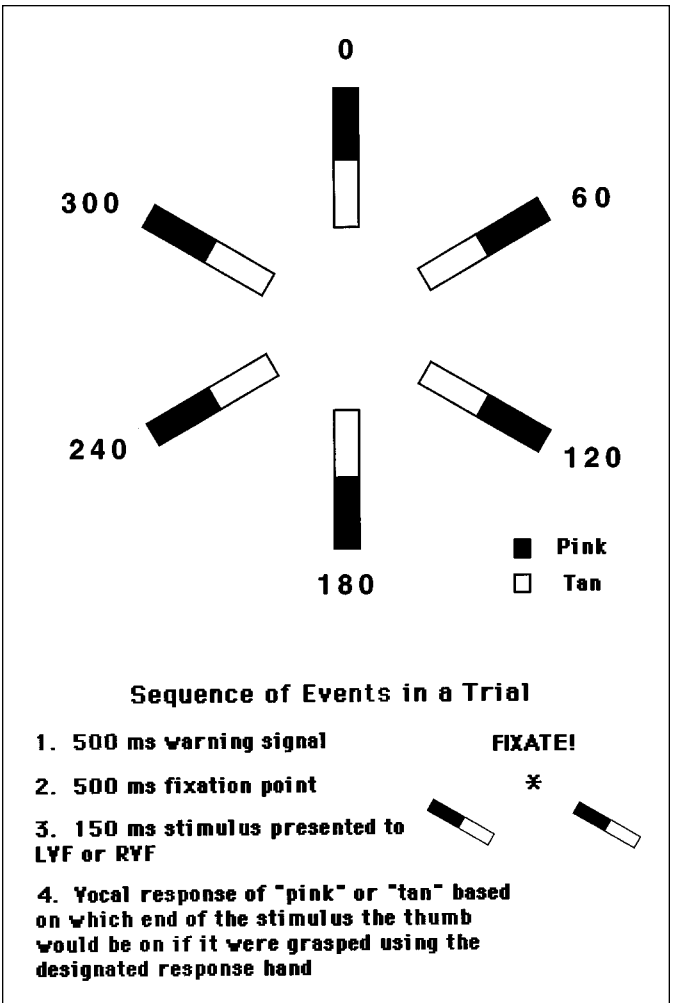 0
300
60
240
120
180
Pink
Tan
Sequence of Events in a Trial
1. 500 ms warning signal FIXATE!
2. 500 ms fixation point *
3. 150 ms stimulus presented to
LVF or RVF
4. Vocal response of "pink" or "tan" based
on which end of the stimulus the thumb
would be on if it were grasped using the
designated response hand